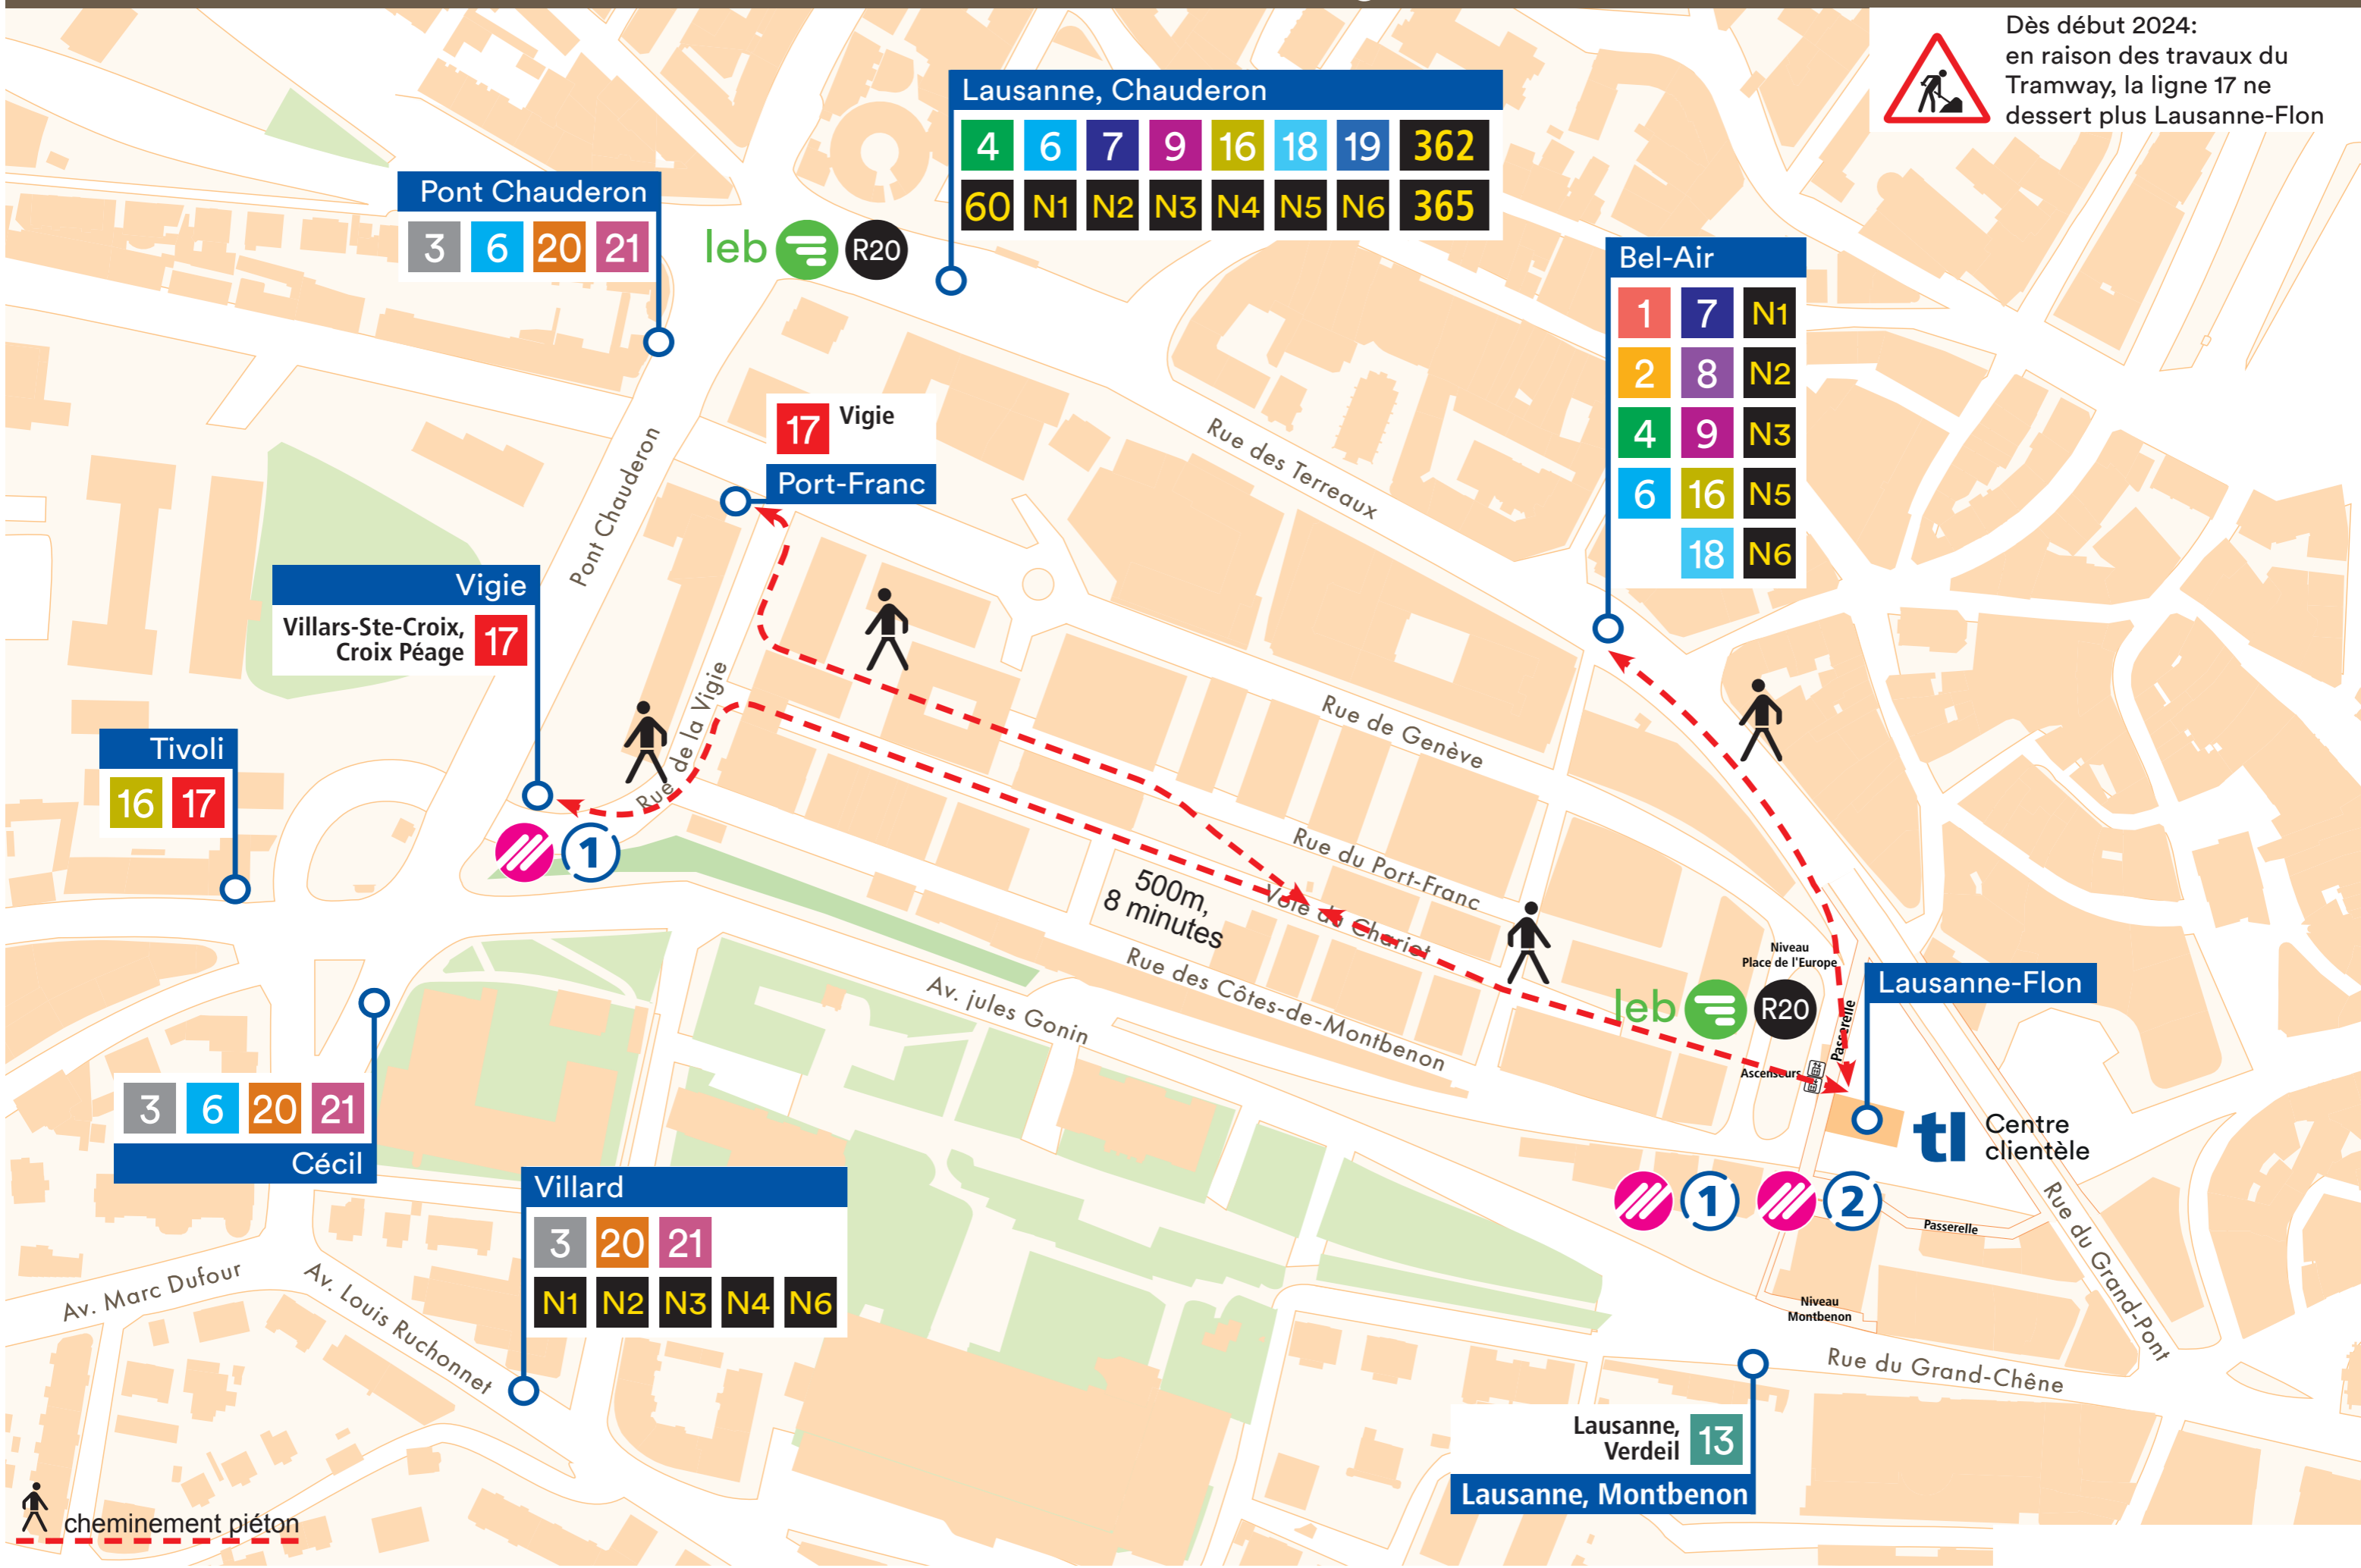 Dès début 2024:
en raison des travaux du
Tramway, la ligne 17 ne
dessert plus Lausanne-Flon
Lausanne, Chauderon
4 6 7 9 16 18 19 362
60 N1 N2 N3 N4 N5 N6 365
Pont Chauderon
3 6 20 21
leb R20
Bel-Air
1 7 N1
2 8 N2
4 9 N3
6 16 N5
18 N6
17 Vigie
Port-Franc
Rue des Terreaux
Pont Chauderon
Vigie
Villars-Ste-Croix,
Croix Péage
17
Rue de la Vigie
Rue de Genève
Tivoli
16 17
1
Rue du Port-Franc
500m,
8 minutes
Voie du Chariot
Rue des Côtes-de-Montbenon
Av. jules Gonin
Niveau
Place de l'Europe
leb R20
Passerelle
Ascenseurs
Lausanne-Flon
tl
Centre
clientèle
1 2
Passerelle
Rue du Grand-Pont
3 6 20 21
Cécil
Villard
3 20 21
N1 N2 N3 N4 N6
Av. Marc Dufour
Av. Louis Ruchonnet
Niveau
Montbenon
Rue du Grand-Chêne
Lausanne,
Verdeil
13
Lausanne, Montbenon
cheminement piéton